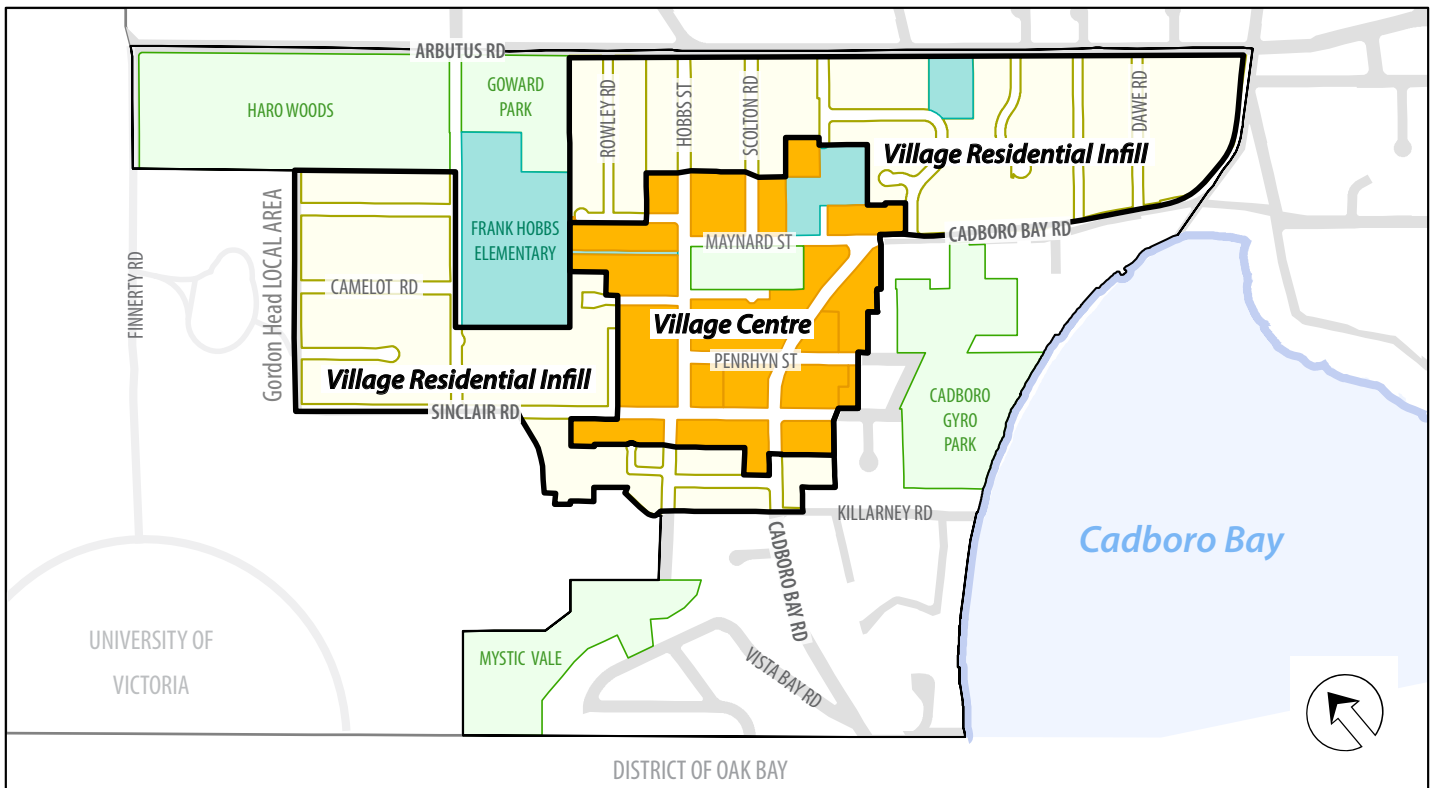 ARBUTUS RD
HARO WOODS
GOWARD
PARK
ROWLEY RD
HOBBS ST
SCOLTON RD
DAWE RD
Village Residential Infill
FRANK HOBBS
ELEMENTARY
MAYNARD ST
CADBORO BAY RD
Gordon Head LOCAL AREA
FINNERTY RD
CAMELOT RD
Village Centre
PENRHYN ST
Village Residential Infill
SINCLAIR RD
CADBORO
GYRO
PARK
KILLARNEY RD
CADBORO BAY RD
Cadboro Bay
UNIVERSITY OF
VICTORIA
MYSTIC VALE
VISTA BAY RD
DISTRICT OF OAK BAY